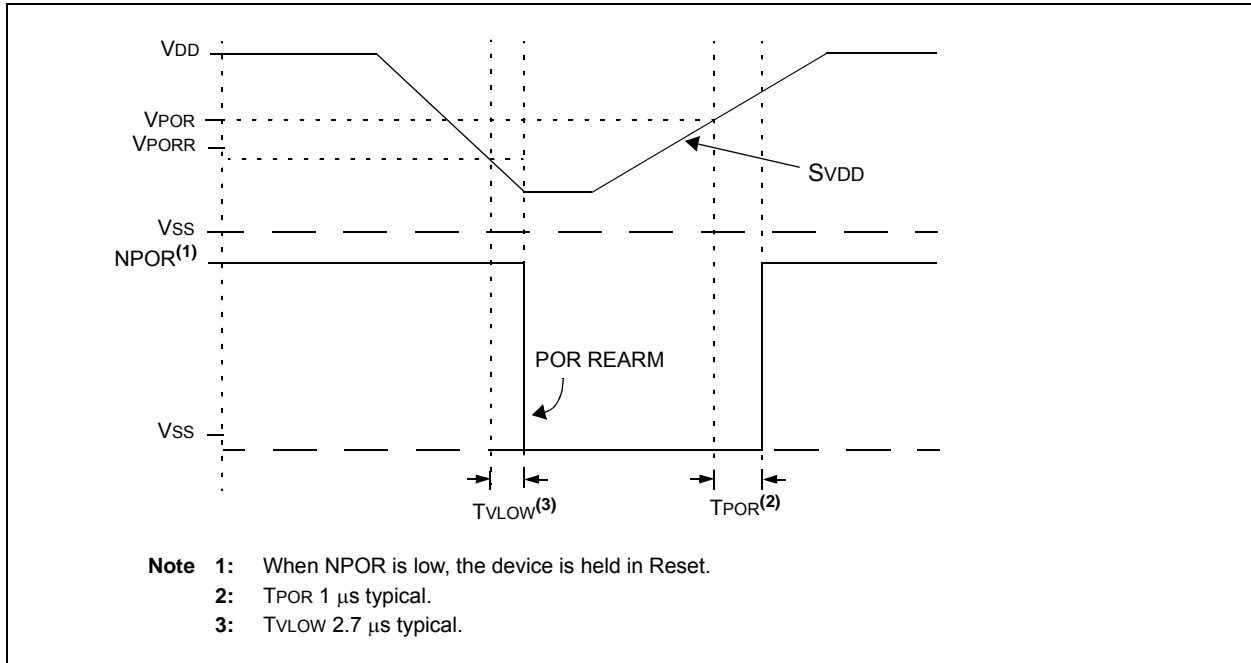 VDD
VPOR
VPORR
SVDD
VSS
NPOR(1)
POR REARM
VSS
TVLOW(3)
TPOR(2)
Note 1: When NPOR is low, the device is held in Reset.
2: TPOR 1 μs typical.
3: TVLOW 2.7 μs typical.